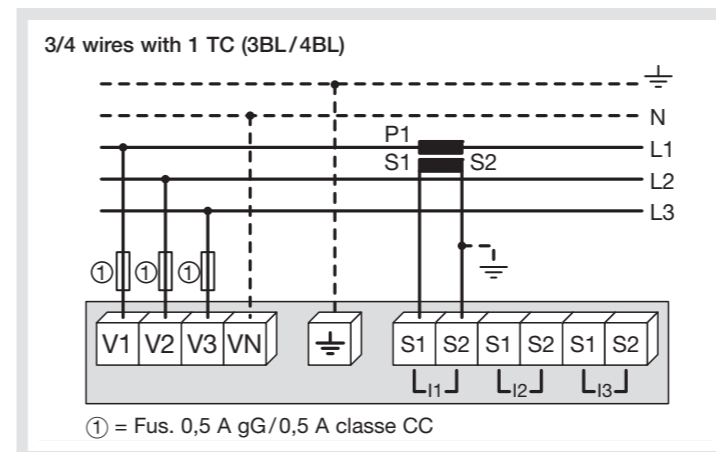 3/4 wires with 1 TC (3BL/4BL)
N
P1
L1
S1 S2
L2
L3
① ① ①
V1 V2 V3 VN S1 S2 S1 S2 S1 S2
I1 I2 I3
① = Fus. 0,5 A gG/0,5 A classe CC